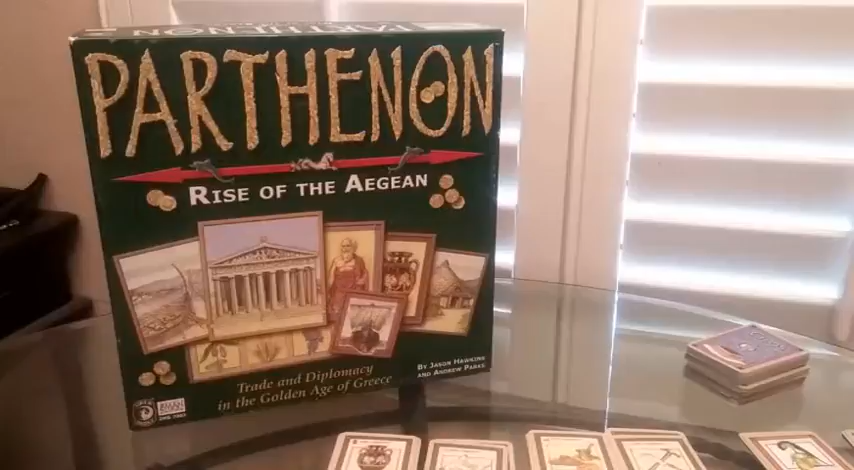 PARTHENON
RISE OF THE AEGEAN
BY JASON HAWKINS
AND ANDREW PARKS
Trade and Diplomacy
in the Golden Age of Greece